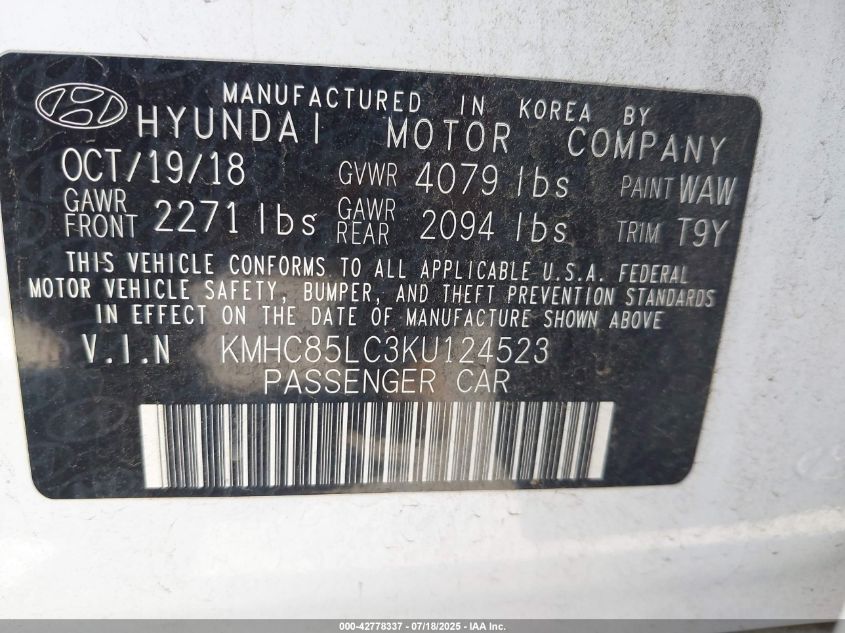 MANUFACTURED IN KOREA BY
HYUNDAI MOTOR COMPANY
OCT/19/18 GVWR 4079 lbs PAINT WAW
GAWR FRONT 2271 lbs GAWR REAR 2094 lbs TRIM T9Y
THIS VEHICLE CONFORMS TO ALL APPLICABLE U.S.A. FEDERAL
MOTOR VEHICLE SAFETY, BUMPER, AND THEFT PREVENTION STANDARDS
IN EFFECT ON THE DATE OF MANUFACTURE SHOWN ABOVE
V.I.N KMHC85LC3KU124523
PASSENGER CAR
000-42778337 - 07/18/2025 - IAA Inc.